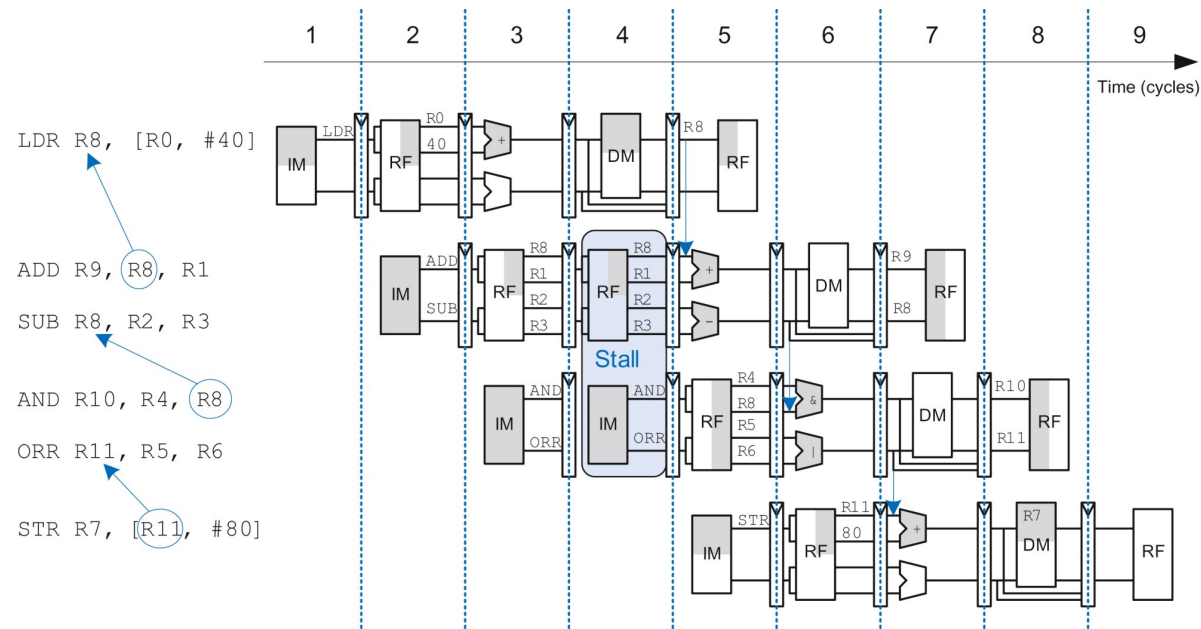 1 2 3 4 5 6 7 8 9
Time (cycles)
LDR R8, [R0, #40]
IM LDR RF R0 40 + DM R8 RF
ADD R9, R8, R1
SUB R8, R2, R3
IM ADD SUB RF R8 R1 R2 R3 RF R8 R1 R2 R3 + - DM R9 R8 RF
Stall
AND R10, R4, R8
ORR R11, R5, R6
IM AND ORR IM AND ORR RF R4 R8 R5 R6 & | DM R10 R11 RF
STR R7, [R11, #80]
IM STR RF R11 80 + R7 DM RF